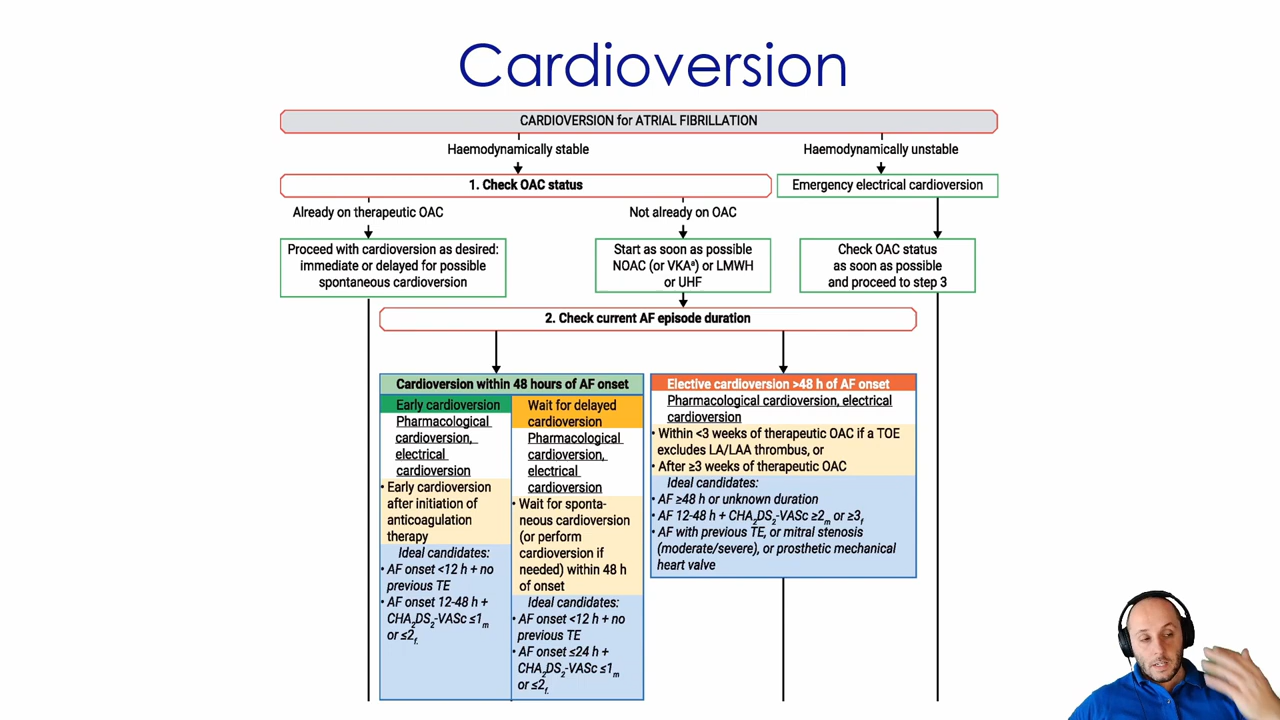 Cardioversion
CARDIOVERSION for ATRIAL FIBRILLATION
Haemodynamically stable
Haemodynamically unstable
1. Check OAC status
Emergency electrical cardioversion
Already on therapeutic OAC
Not already on OAC
Proceed with cardioversion as desired:
immediate or delayed for possible
spontaneous cardioversion
Start as soon as possible
NOAC (or VKAª) or LMWH
or UHF
Check OAC status
as soon as possible
and proceed to step 3
2. Check current AF episode duration
Cardioversion within 48 hours of AF onset
Early cardioversion
Pharmacological
cardioversion,
electrical
cardioversion
• Early cardioversion
after initiation of
anticoagulation
therapy
Ideal candidates:
• AF onset <12 h + no
previous TE
• AF onset 12-48 h +
CHA₂DS₂-VASc ≤1m
or ≤2f.
Wait for delayed
cardioversion
Pharmacological
cardioversion,
electrical
cardioversion
• Wait for sponta-
neous cardioversion
(or perform
cardioversion if
needed) within 48 h
of onset
Ideal candidates:
• AF onset <12 h + no
previous TE
• AF onset ≤24 h +
CHA₂DS₂-VASc ≤1m
or ≤2f.
Elective cardioversion >48 h of AF onset
Pharmacological cardioversion, electrical
cardioversion
• Within <3 weeks of therapeutic OAC if a TOE
excludes LA/LAA thrombus, or
• After ≥3 weeks of therapeutic OAC
Ideal candidates:
• AF ≥48 h or unknown duration
• AF 12-48 h + CHA₂DS₂-VASc ≥2m or ≥3f
• AF with previous TE, or mitral stenosis
(moderate/severe), or prosthetic mechanical
heart valve